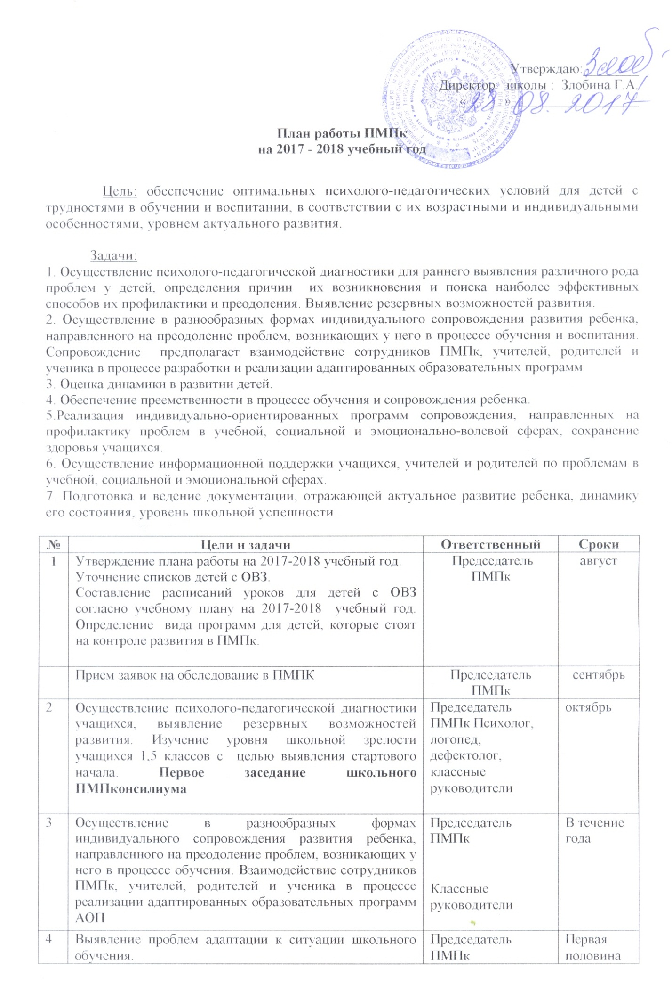 Утверждаю:
Директор школы : Злобина Г.А.
«28» 08. 2017
План работы ПМПк
на 2017 - 2018 учебный год
Цель: обеспечение оптимальных психолого-педагогических условий для детей с
трудностями в обучении и воспитании, в соответствии с их возрастными и индивидуальными
особенностями, уровнем актуального развития.
Задачи:
1. Осуществление психолого-педагогической диагностики для раннего выявления различного рода
проблем у детей, определения причин их возникновения и поиска наиболее эффективных
способов их профилактики и преодоления. Выявление резервных возможностей развития.
2. Осуществление в разнообразных формах индивидуального сопровождения развития ребенка,
направленного на преодоление проблем, возникающих у него в процессе обучения и воспитания.
Сопровождение предполагает взаимодействие сотрудников ПМПк, учителей, родителей и
ученика в процессе разработки и реализации адаптированных образовательных программ
3. Оценка динамики в развитии детей.
4. Обеспечение преемственности в процессе обучения и сопровождения ребенка.
5.Реализация индивидуально-ориентированных программ сопровождения, направленных на
профилактику проблем в учебной, социальной и эмоционально-волевой сферах, сохранение
здоровья учащихся.
6. Осуществление информационной поддержки учащихся, учителей и родителей по проблемам в
учебной, социальной и эмоциональной сферах.
7. Подготовка и ведение документации, отражающей актуальное развитие ребенка, динамику
его состояния, уровень школьной успешности.
№ Цели и задачи Ответственный Сроки
1 Утверждение плана работы на 2017-2018 учебный год. Председатель август
Уточнение списков детей с ОВЗ. ПМПк
Составление расписаний уроков для детей с ОВЗ
согласно учебному плану на 2017-2018 учебный год.
Определение вида программ для детей, которые стоят
на контроле развития в ПМПк.
Прием заявок на обследование в ПМПК Председатель сентябрь
ПМПк
2 Осуществление психолого-педагогической диагностики Председатель октябрь
учащихся, выявление резервных возможностей ПМПк Психолог,
развития. Изучение уровня школьной зрелости логопед,
учащихся 1,5 классов с целью выявления стартового дефектолог,
начала. Первое заседание школьного классные
ПМПконсилиума руководители
3 Осуществление в разнообразных формах Председатель В течение
индивидуального сопровождения развития ребенка, ПМПк года
направленного на преодоление проблем, возникающих у
него в процессе обучения. Взаимодействие сотрудников
ПМПк, учителей, родителей и ученика в процессе Классные
реализации адаптированных образовательных программ руководители
АОП
4 Выявление проблем адаптации к ситуации школьного Председатель Первая
обучения. ПМПк половина